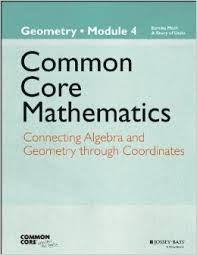 Geometry • Module 4
Eureka Math
A Story of Units
Common
Core
Mathematics
Connecting Algebra and
Geometry through Coordinates
COMMON
CORE
JOSSEY-BASS